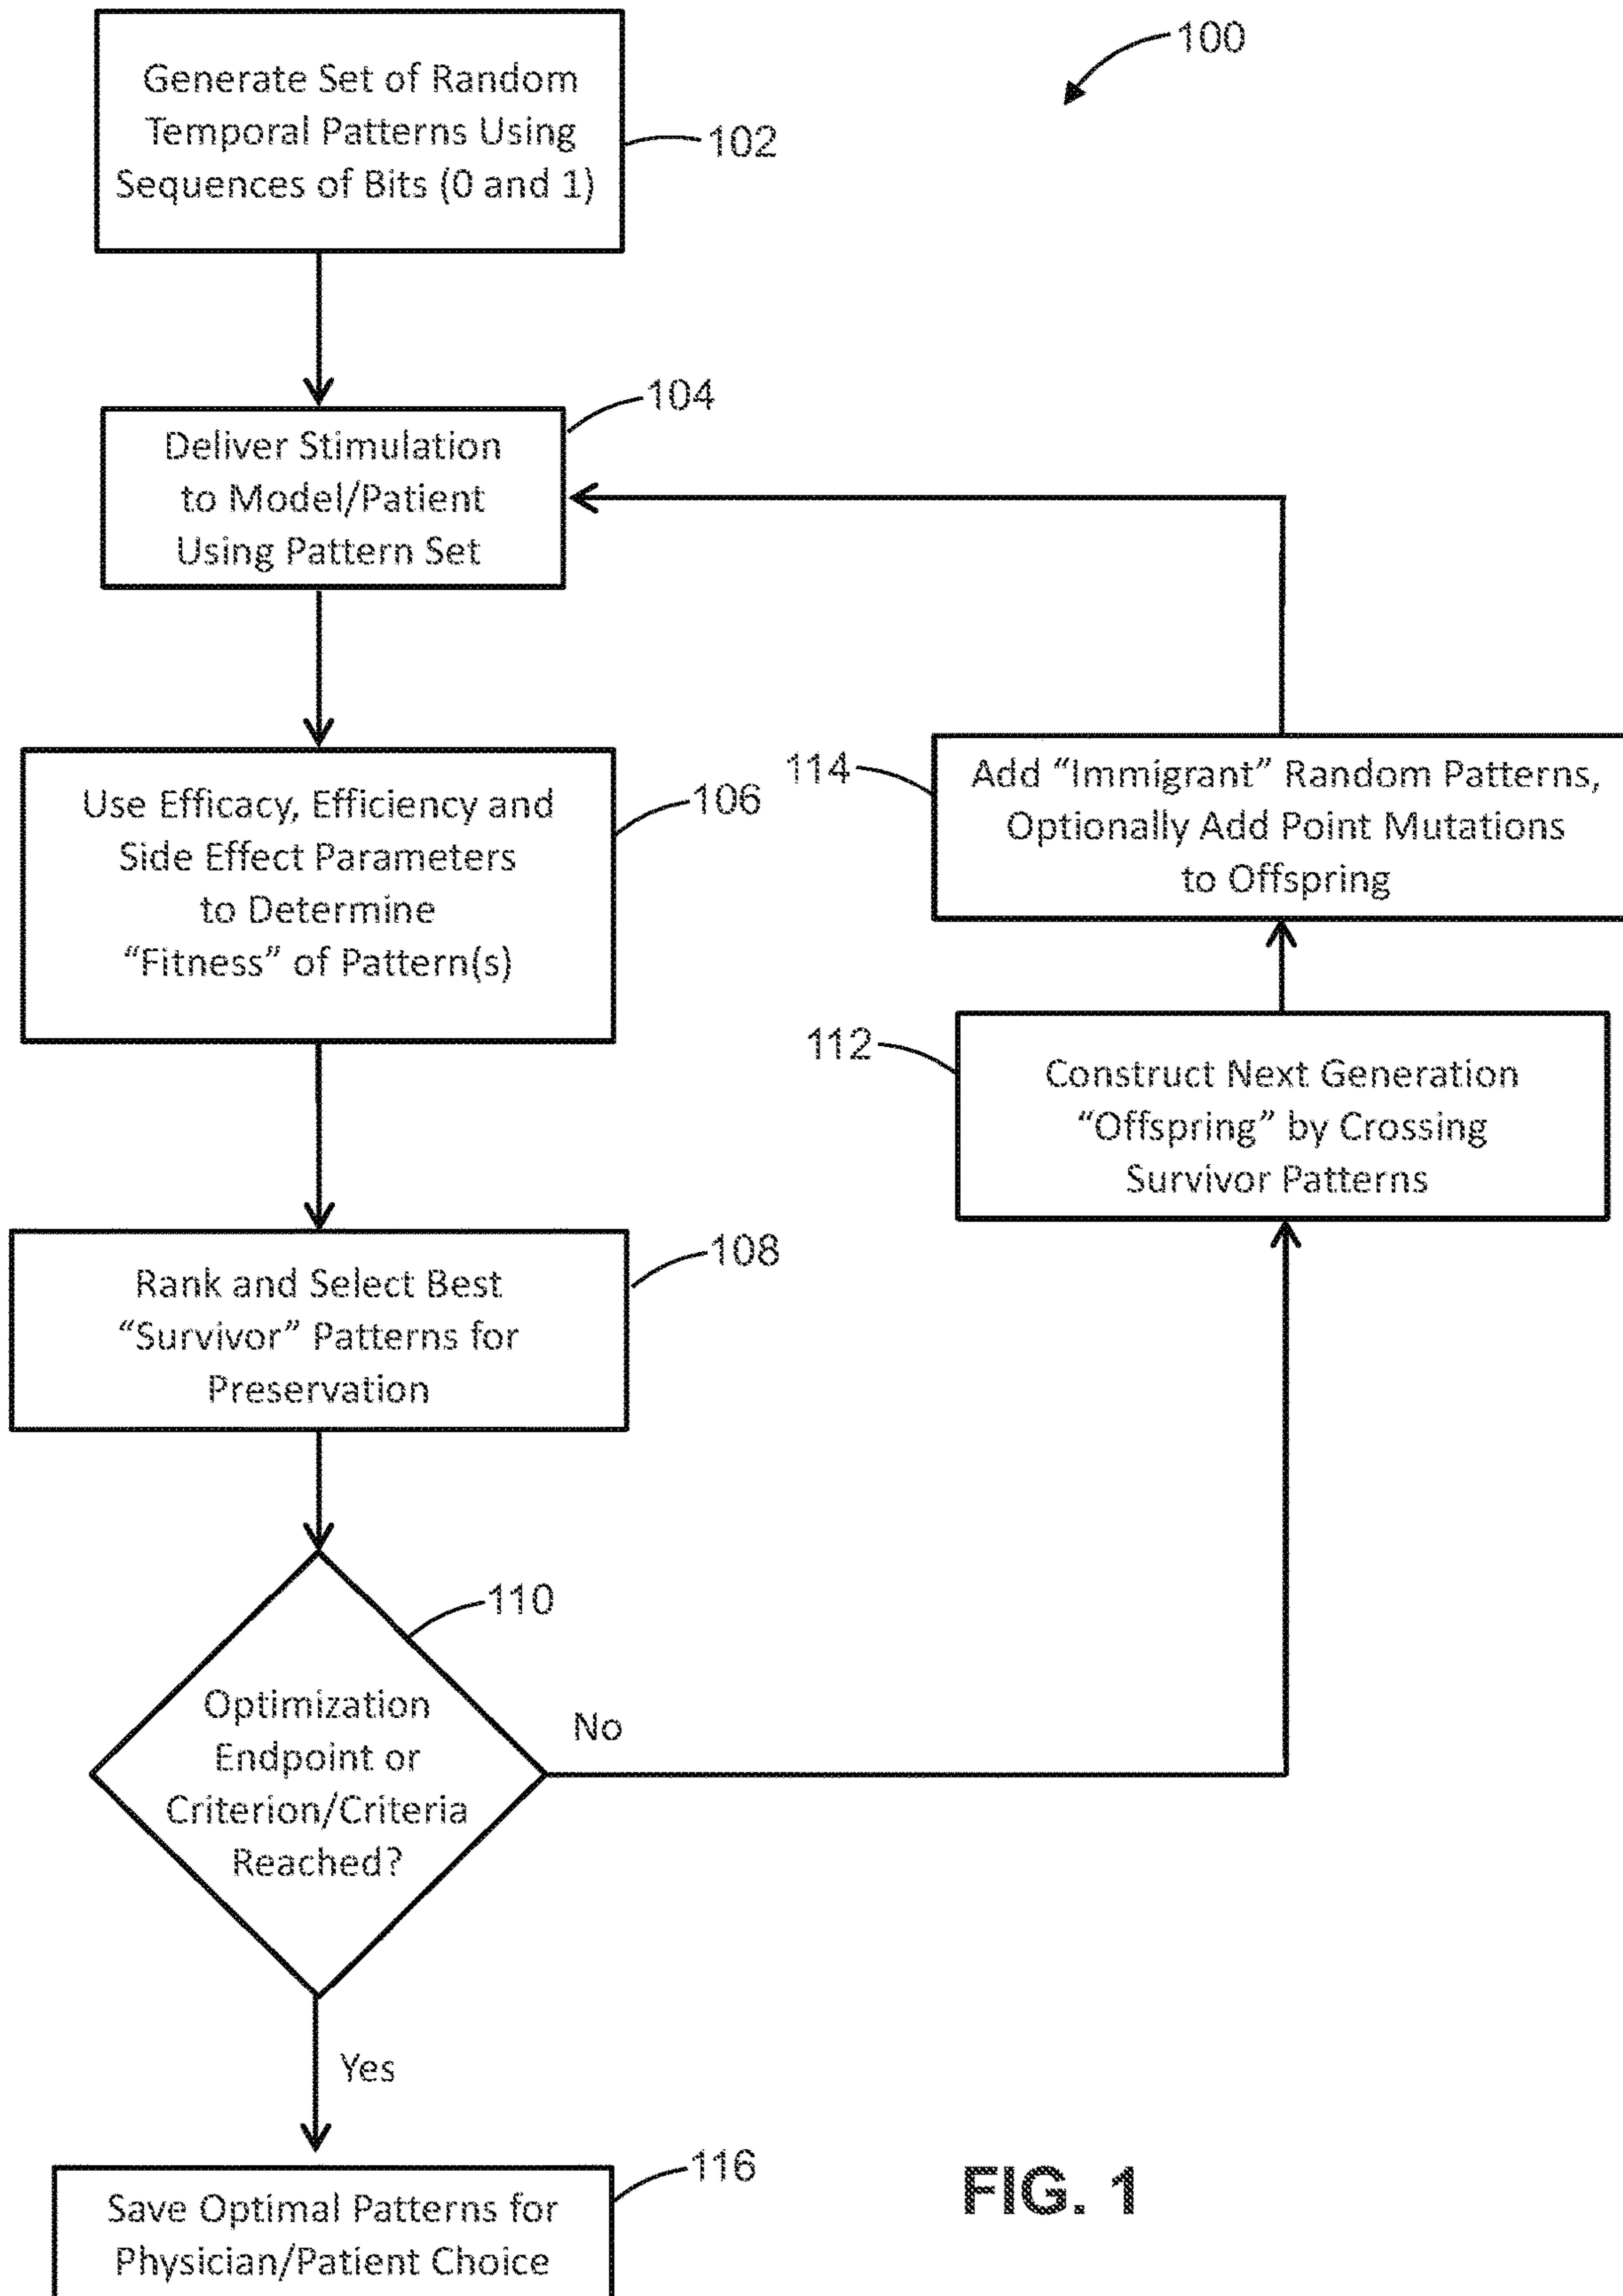 100
Generate Set of Random
Temporal Patterns Using
Sequences of Bits (0 and 1)
102
Deliver Stimulation
to Model/Patient
Using Pattern Set
104
Use Efficacy, Efficiency and
Side Effect Parameters
to Determine
“Fitness” of Pattern(s)
106
Rank and Select Best
“Survivor” Patterns for
Preservation
108
Optimization
Endpoint or
Criterion/Criteria
Reached?
110
No
112
Construct Next Generation
“Offspring” by Crossing
Survivor Patterns
114
Add “Immigrant” Random Patterns,
Optionally Add Point Mutations
to Offspring
Yes
Save Optimal Patterns for
Physician/Patient Choice
116
FIG. 1